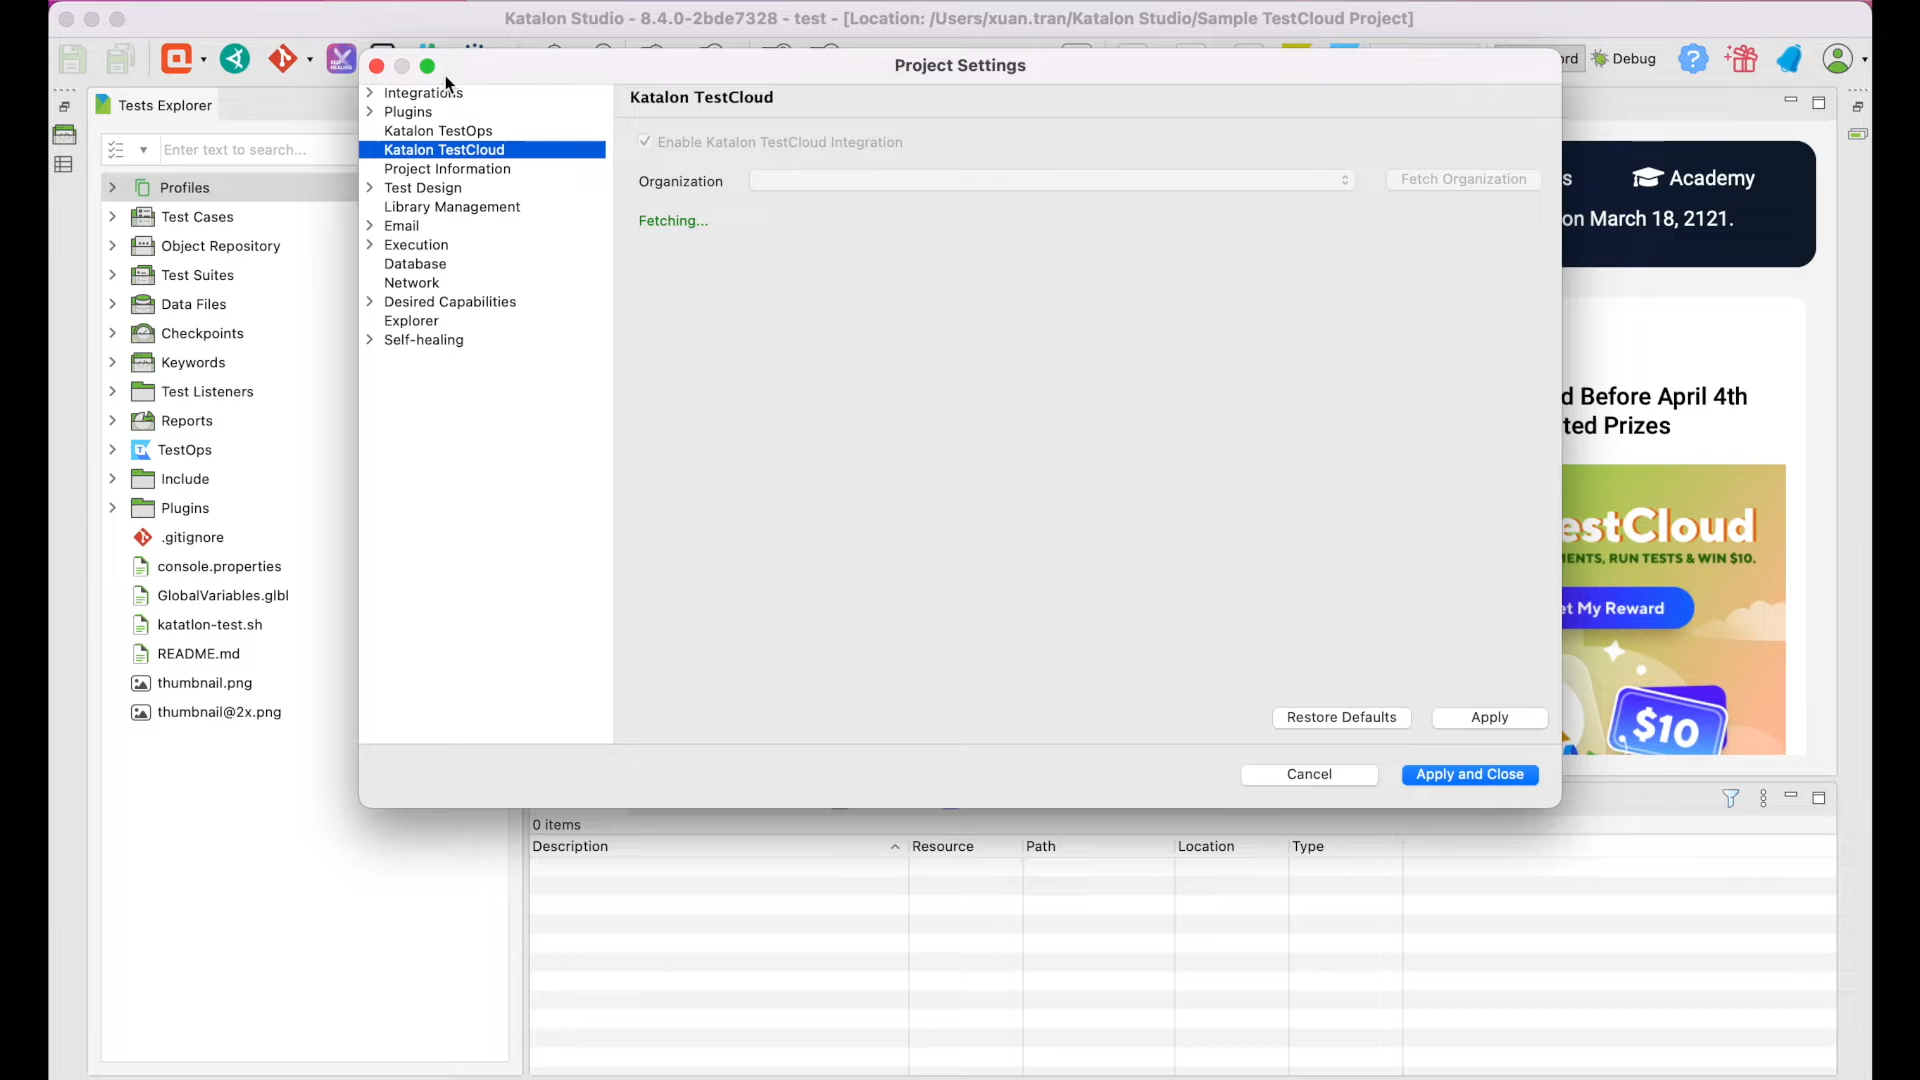 Katalon Studio - 8.4.0-2bde7328 - test - [Location: /Users/xuan.tran/Katalon Studio/Sample TestCloud Project]
Debug
Project Settings
Tests Explorer
Enter text to search...
Profiles
Test Cases
Object Repository
Test Suites
Data Files
Checkpoints
Keywords
Test Listeners
Reports
TestOps
Include
Plugins
.gitignore
console.properties
GlobalVariables.glbl
katatlon-test.sh
README.md
thumbnail.png
thumbnail@2x.png
Integrations
Plugins
Katalon TestOps
Katalon TestCloud
Project Information
Test Design
Library Management
Email
Execution
Database
Network
Desired Capabilities
Explorer
Self-healing
Katalon TestCloud
Enable Katalon TestCloud Integration
Organization
Fetch Organization
Fetching...
Restore Defaults
Apply
Cancel
Apply and Close
Academy
on March 18, 2121.
Before April 4th
Prizes
RUN TESTS & WIN $10.
My Reward
$10
0 items
Description Resource Path Location Type